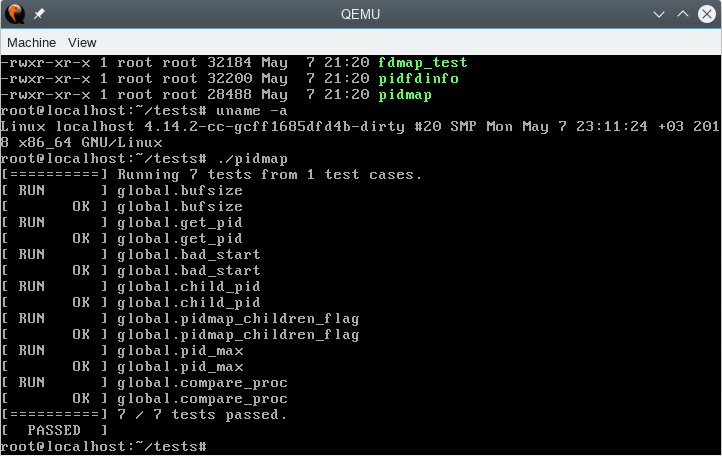 QEMU
Machine View
-rwxr-xr-x 1 root root 32184 May  7 21:20 fdmap_test
-rwxr-xr-x 1 root root 32200 May  7 21:20 pidfdinfo
-rwxr-xr-x 1 root root 28488 May  7 21:20 pidmap
root@localhost:~/tests# uname -a
Linux localhost 4.14.2-cc-gcff1685dfd4b-dirty #20 SMP Mon May 7 23:11:24 +03 201
8 x86_64 GNU/Linux
root@localhost:~/tests# ./pidmap
[==========] Running 7 tests from 1 test cases.
[ RUN      ] global.bufsize
[       OK ] global.bufsize
[ RUN      ] global.get_pid
[       OK ] global.get_pid
[ RUN      ] global.bad_start
[       OK ] global.bad_start
[ RUN      ] global.child_pid
[       OK ] global.child_pid
[ RUN      ] global.pidmap_children_flag
[       OK ] global.pidmap_children_flag
[ RUN      ] global.pid_max
[       OK ] global.pid_max
[ RUN      ] global.compare_proc
[       OK ] global.compare_proc
[==========] 7 / 7 tests passed.
[  PASSED  ]
root@localhost:~/tests#